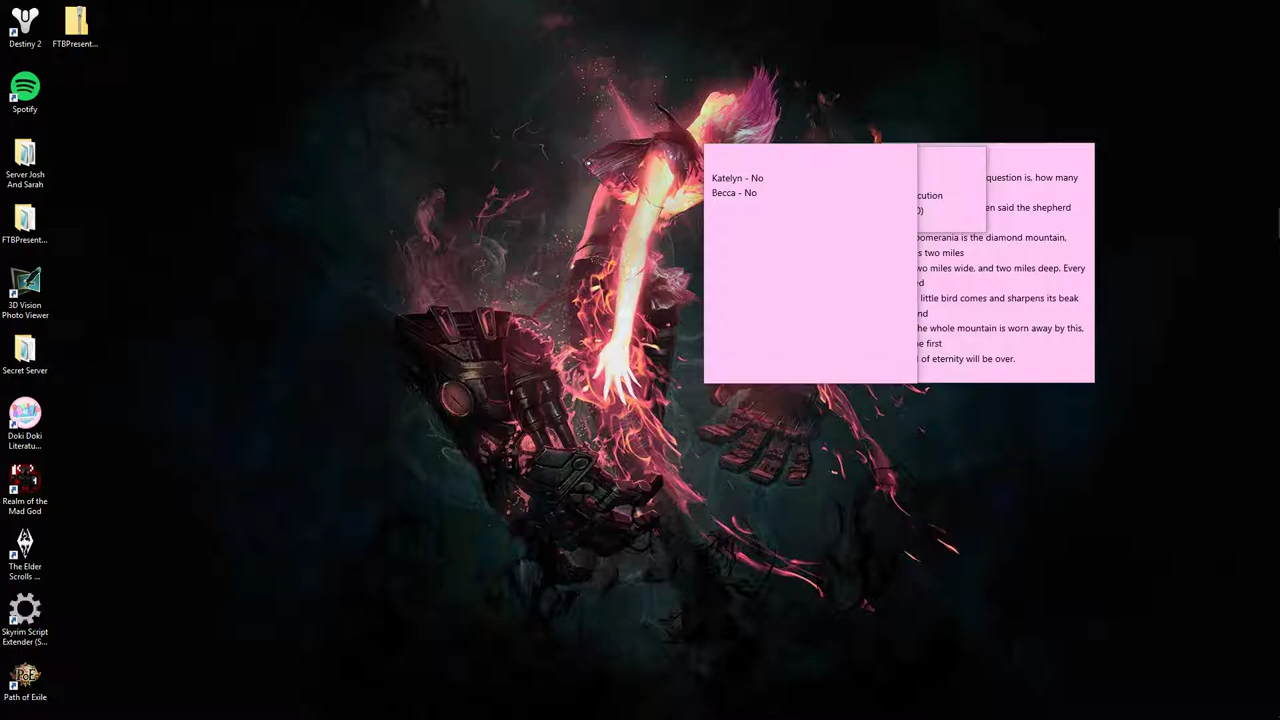 Destiny 2
FTBPresent...
Spotify
Server Josh
And Sarah
FTBPresent...
3D Vision
Photo Viewer
Secret Server
Doki Doki
Literatu...
Realm of the
Mad God
The Elder
Scrolls ...
Skyrim Script
Extender (S...
Path of Exile
Katelyn - No
Becca - No
cution
0)
question is, how many
en said the shepherd
omerania is the diamond mountain,
s two miles
wo miles wide, and two miles deep. Every
ed
little bird comes and sharpens its beak
nd
he whole mountain is worn away by this,
e first
of eternity will be over.